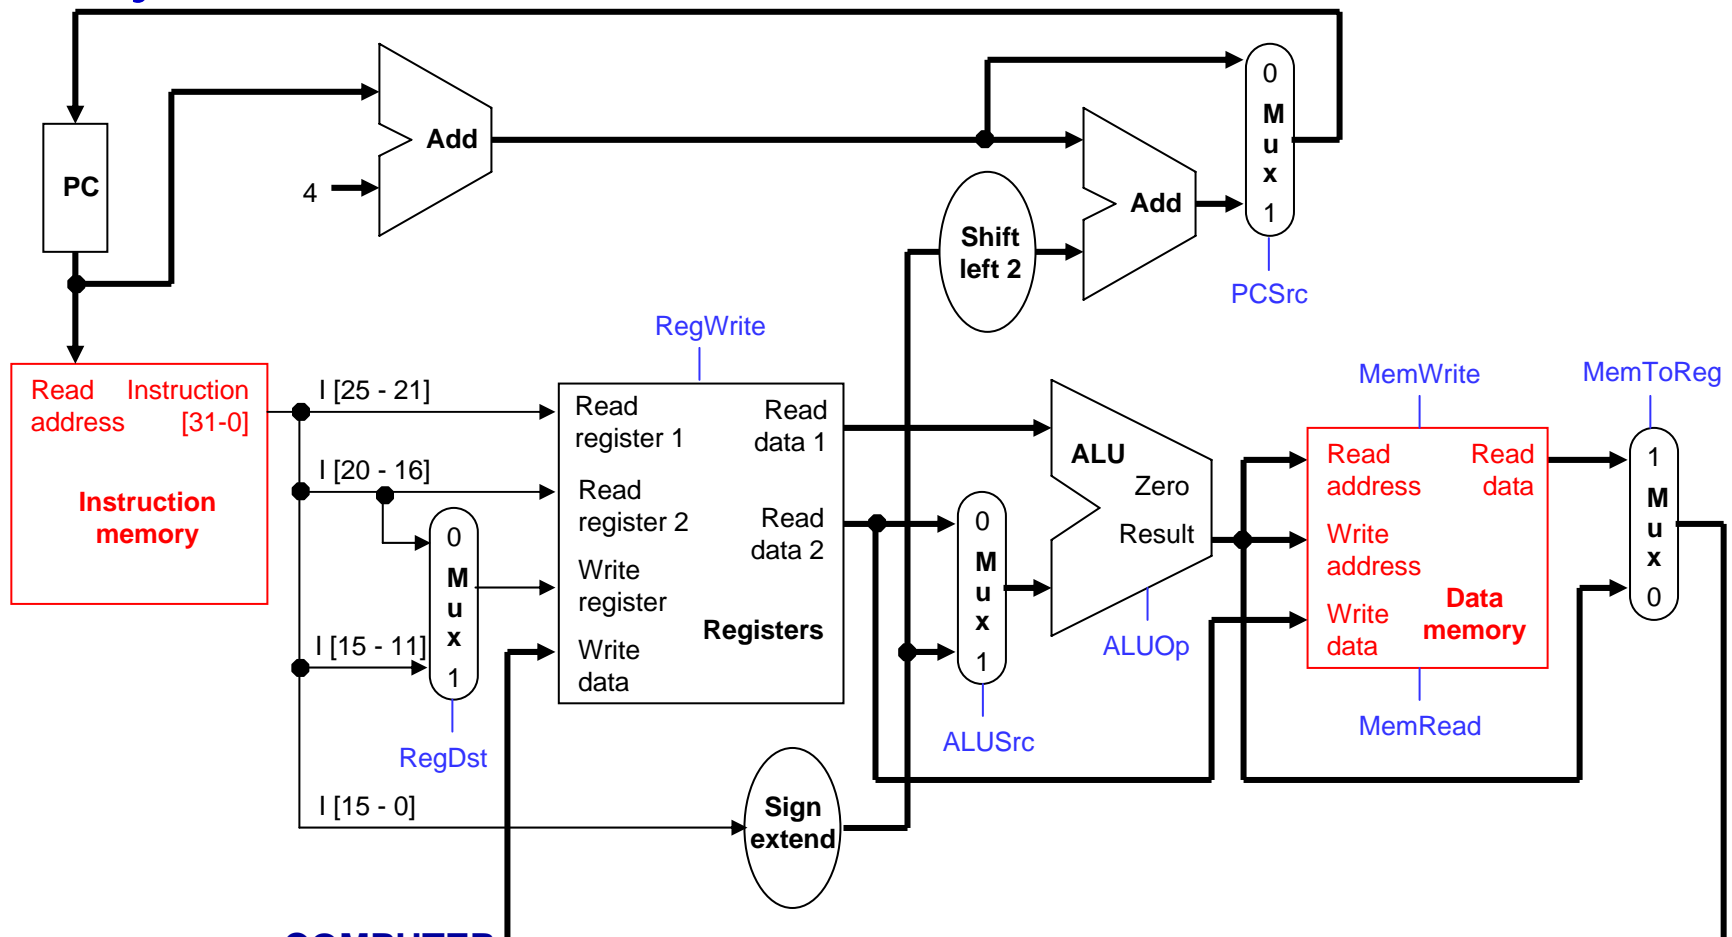 PC
4
Add
Shift
left 2
Add
0
M
u
x
1
PCSrc
RegWrite
Read
address
Instruction
[31-0]
Instruction
memory
I [25 - 21]
I [20 - 16]
I [15 - 11]
I [15 - 0]
0
M
u
x
1
RegDst
Read
register 1
Read
register 2
Write
register
Write
data
Read
data 1
Read
data 2
Registers
Sign
extend
0
M
u
x
1
ALUSrc
ALU
Zero
Result
ALUOp
MemWrite
Read
address
Write
address
Write
data
Read
data
Data
memory
MemRead
MemToReg
1
M
u
x
0
COMPUTER